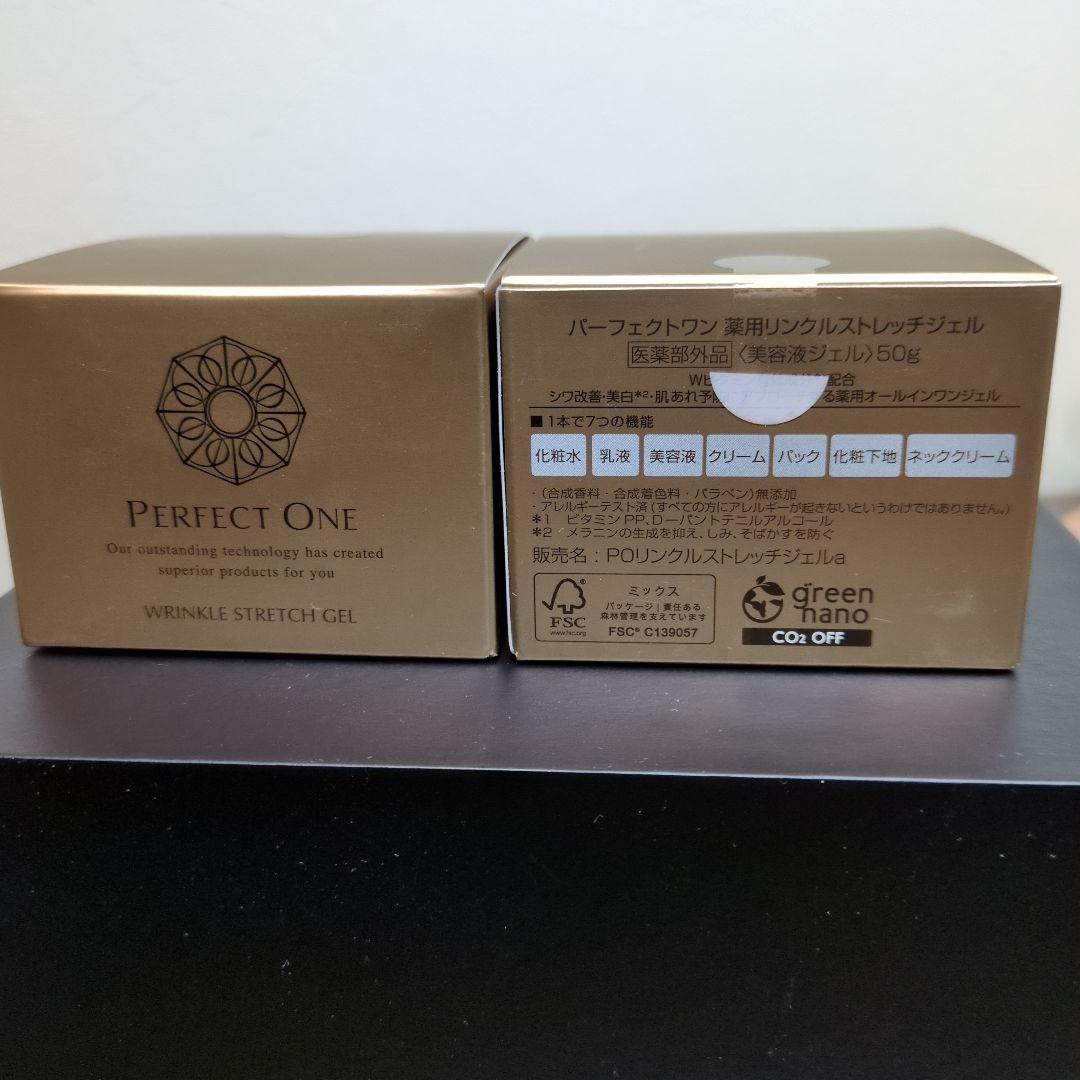 PERFECT ONE
Our outstanding technology has created
superior products for you
WRINKLE STRETCH GEL
パーフェクトワン 薬用リンクルストレッチジェル
医薬部外品 〈美容液ジェル〉50g
配合
シワ改善・美白*2・肌あれ予防 る薬用オールインワンジェル
■ 1本で7つの機能
化粧水 乳液 美容液 クリーム パック 化粧下地 ネッククリーム
・(合成香料・合成着色料・パラベン)無添加
・アレルギーテスト済(すべての方にアレルギーが起きないというわけではありません。)
*1 ビタミンPP、D-パントテニルアルコール
*2 メラニンの生成を抑え、しみ、そばかすを防ぐ
販売名:POリンクルストレッチジェルa
FSC
www.fsc.org
ミックス
パッケージ|責任ある
森林管理を支えています
FSC® C139057
green
nano
CO2 OFF